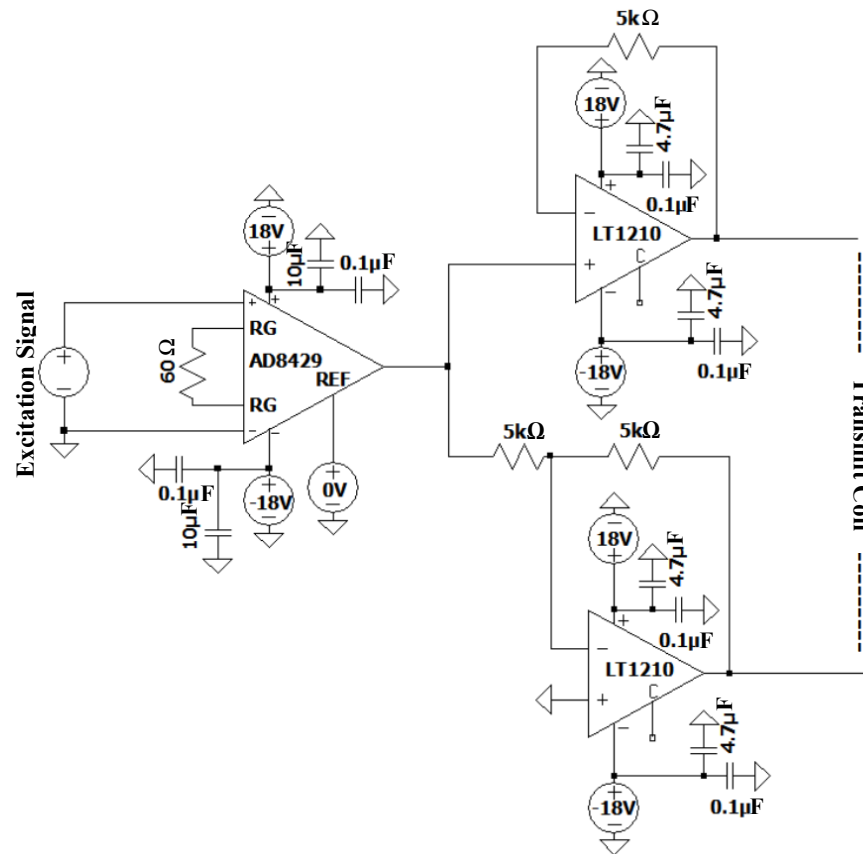 5kΩ
18V
4.7μF
0.1μF
LT1210
C
4.7μF
0.1μF
-18V
18V
10μF
0.1μF
Excitation Signal
60Ω
RG
AD8429
REF
RG
0.1μF
10μF
-18V
0V
5kΩ
5kΩ
18V
4.7μF
0.1μF
LT1210
C
4.7μF
0.1μF
-18V
Transmit Coil